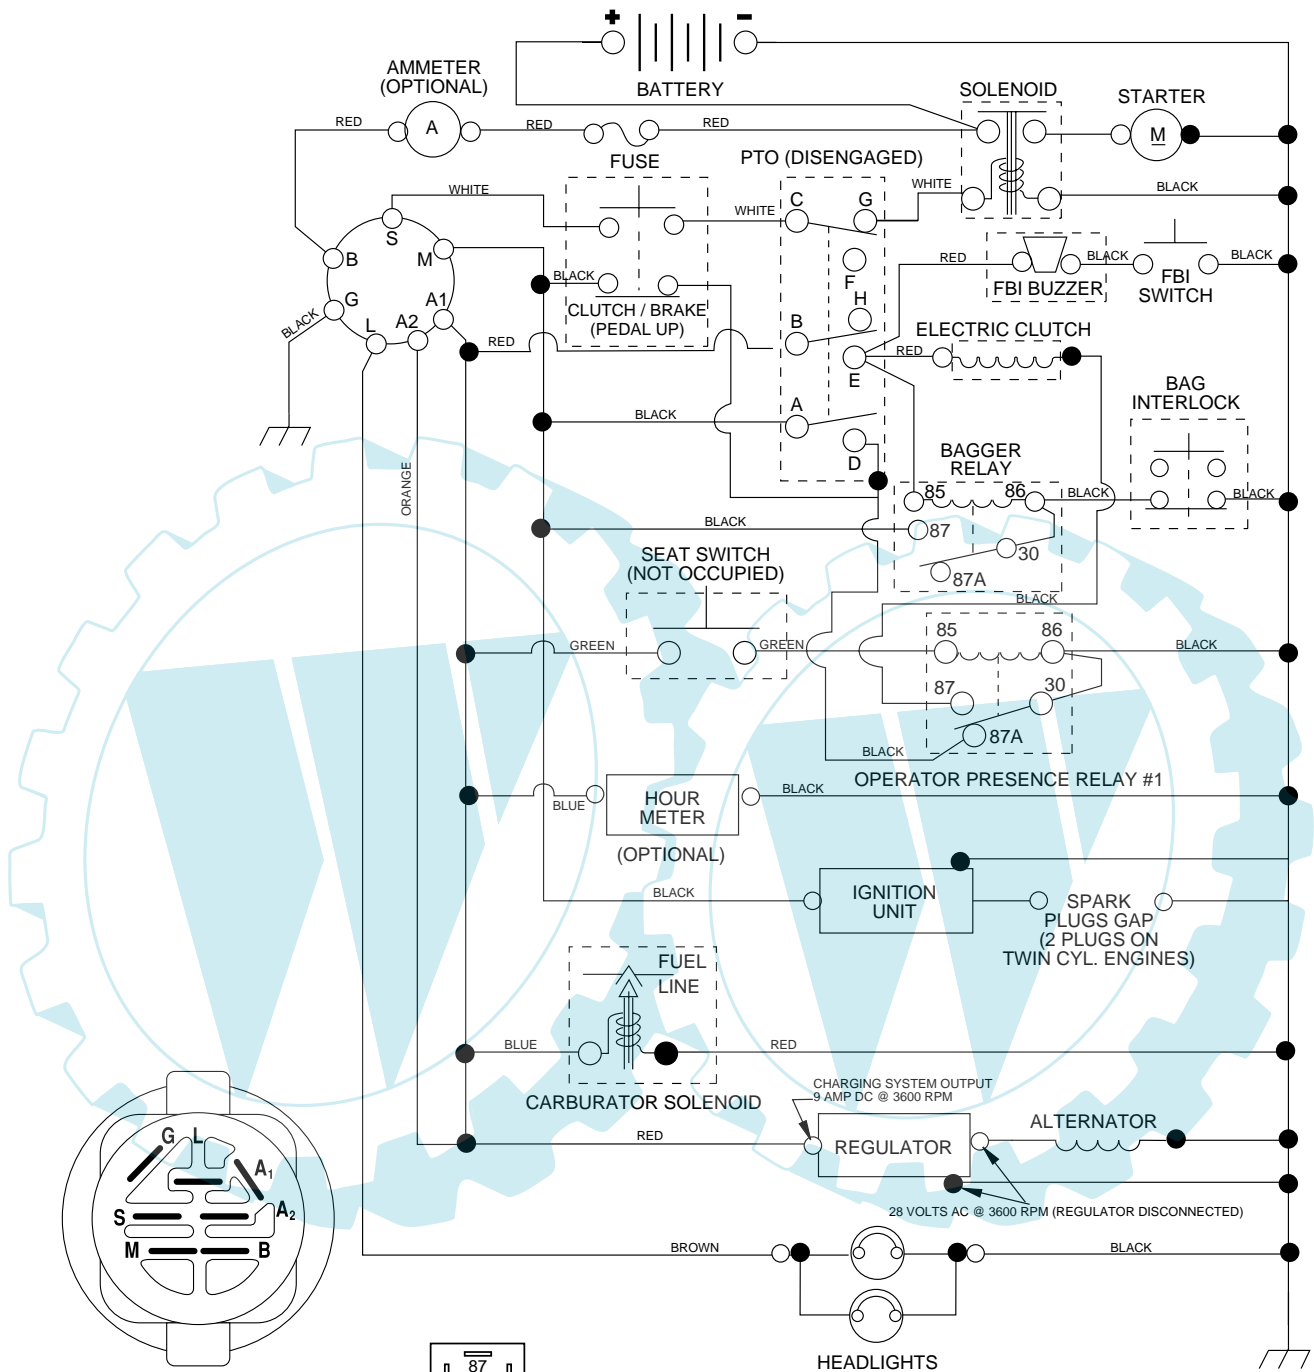 + -
BATTERY
AMMETER
(OPTIONAL)
SOLENOID
STARTER
RED
A
RED
RED
M
FUSE
PTO (DISENGAGED)
WHITE
WHITE
BLACK
S
WHITE
C
G
B
M
RED
BLACK
BLACK
F
FBI BUZZER
FBI
SWITCH
G
A1
CLUTCH / BRAKE
(PEDAL UP)
H
BLACK
L
A2
B
ELECTRIC CLUTCH
RED
RED
E
BAG
INTERLOCK
A
BLACK
D
BAGGER
RELAY
ORANGE
85
86
BLACK
BLACK
BLACK
87
30
SEAT SWITCH
(NOT OCCUPIED)
87A
BLACK
85
86
GREEN
GREEN
BLACK
87
30
87A
BLACK
OPERATOR PRESENCE RELAY #1
BLUE
HOUR
METER
BLACK
(OPTIONAL)
BLACK
IGNITION
UNIT
SPARK
PLUGS GAP
(2 PLUGS ON
TWIN CYL. ENGINES)
FUEL
LINE
BLUE
RED
CARBURATOR SOLENOID
CHARGING SYSTEM OUTPUT
9 AMP DC @ 3600 RPM
RED
REGULATOR
ALTERNATOR
28 VOLTS AC @ 3600 RPM (REGULATOR DISCONNECTED)
G L
A1
S
A2
M
B
BROWN
BLACK
HEADLIGHTS
87